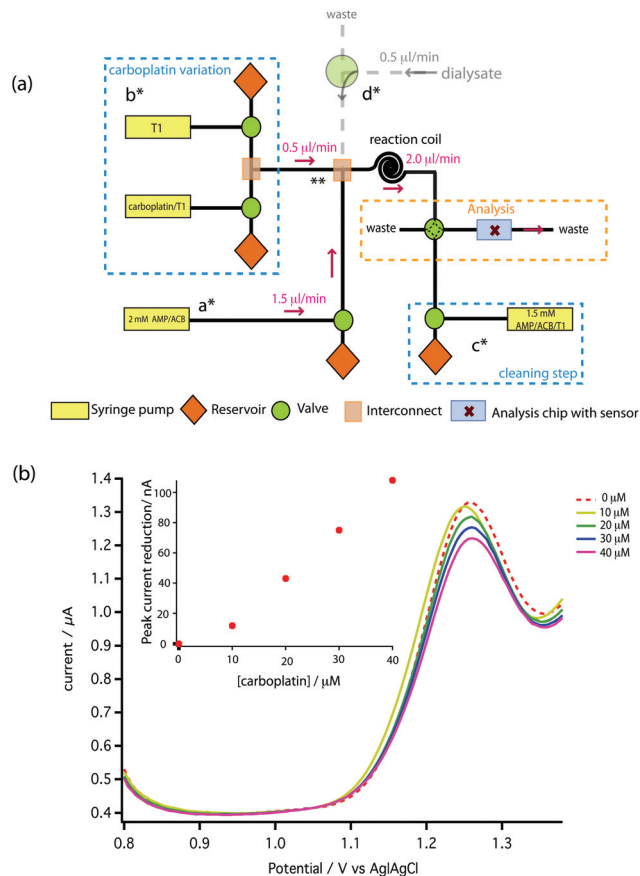 waste
0.5 µl/min
dialysate
d*
(a)
carboplatin variation
b*
T1
carboplatin/T1
0.5 µl/min
**
reaction coil
2.0 µl/min
Analysis
waste
waste
a*
1.5 µl/min
2 mM AMP/ACB
1.5 mM
AMP/ACB/T1
c*
cleaning step
Syringe pump
Reservoir
Valve
Interconnect
Analysis chip with sensor
(b)
1.4
1.3
1.2
1.1
1.0
0.9
0.8
0.7
0.6
0.5
0.4
current / µA
0.8
0.9
1.0
1.1
1.2
1.3
Potential / V vs Ag|AgCl
Peak current reduction/ nA
100
80
60
40
20
0
0
10
20
30
40
[carboplatin] / µM
0 µM
10 µM
20 µM
30 µM
40 µM